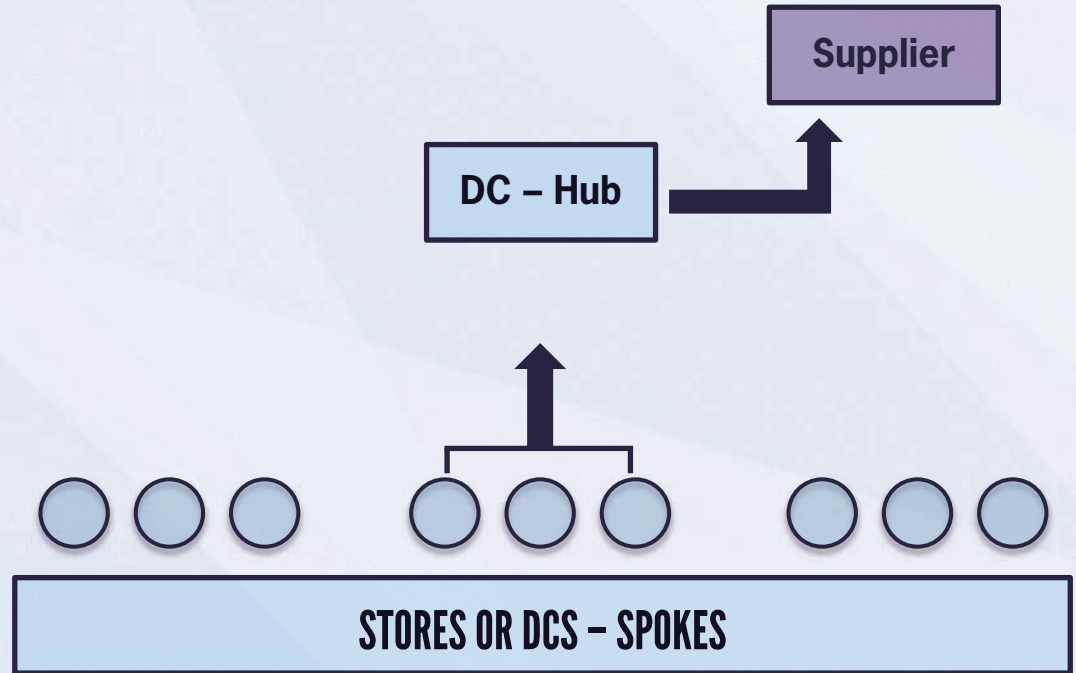 Supplier
DC – Hub
STORES OR DCS – SPOKES